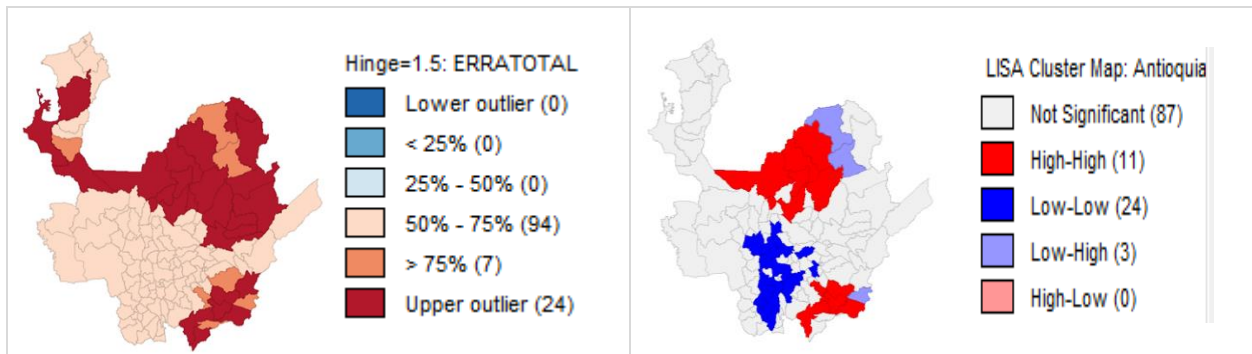 Hinge=1.5: ERRATOTAL
Lower outlier (0)
< 25% (0)
25% - 50% (0)
50% - 75% (94)
> 75% (7)
Upper outlier (24)
LISA Cluster Map: Antioquia
Not Significant (87)
High-High (11)
Low-Low (24)
Low-High (3)
High-Low (0)